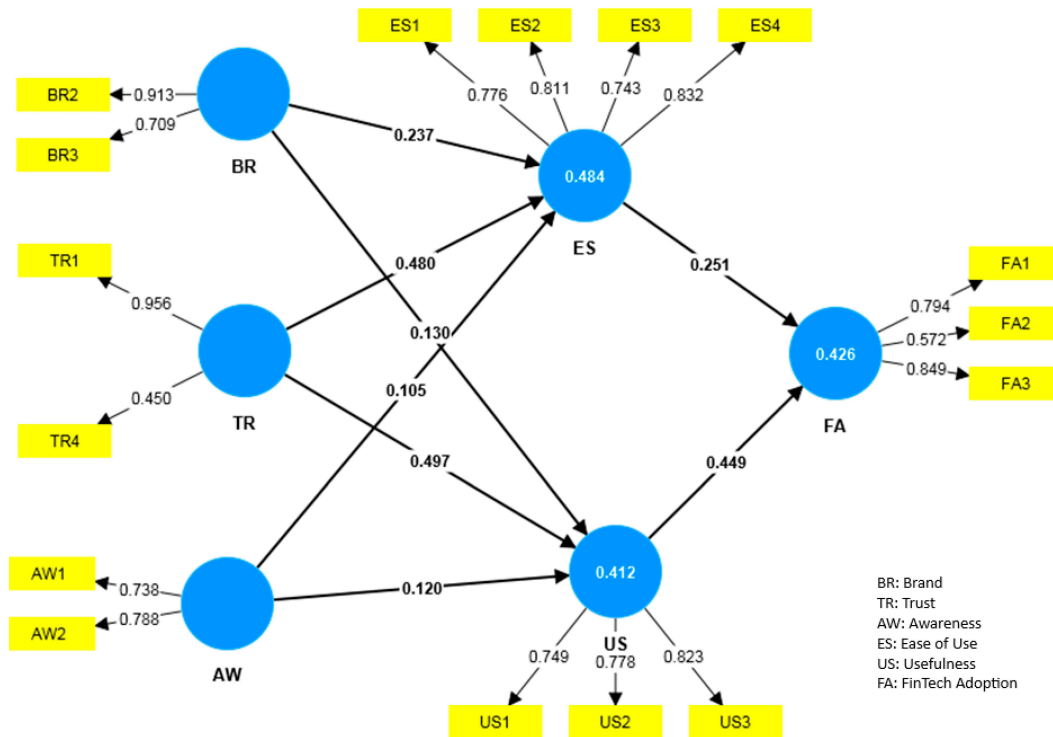 ES1
ES2
ES3
ES4
BR2
0.913
0.776
0.811
0.743
0.832
0.709
BR3
BR
0.237
0.484
ES
TR1
0.480
0.251
FA1
0.956
0.794
0.130
FA2
0.572
0.426
0.849
FA3
0.450
0.105
TR4
TR
FA
0.497
0.449
AW1
0.738
0.120
0.412
0.788
AW2
AW
US
0.749
0.778
0.823
US1
US2
US3
BR: Brand
TR: Trust
AW: Awareness
ES: Ease of Use
US: Usefulness
FA: FinTech Adoption